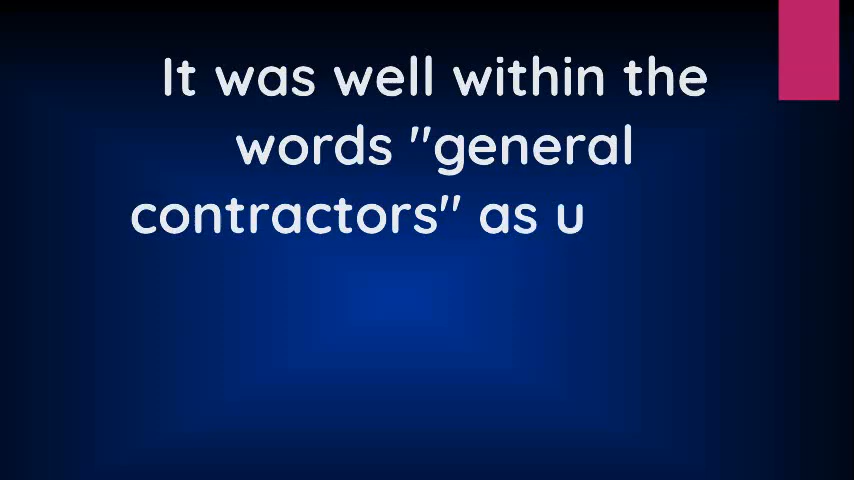 It was well within the
words "general
contractors" as u